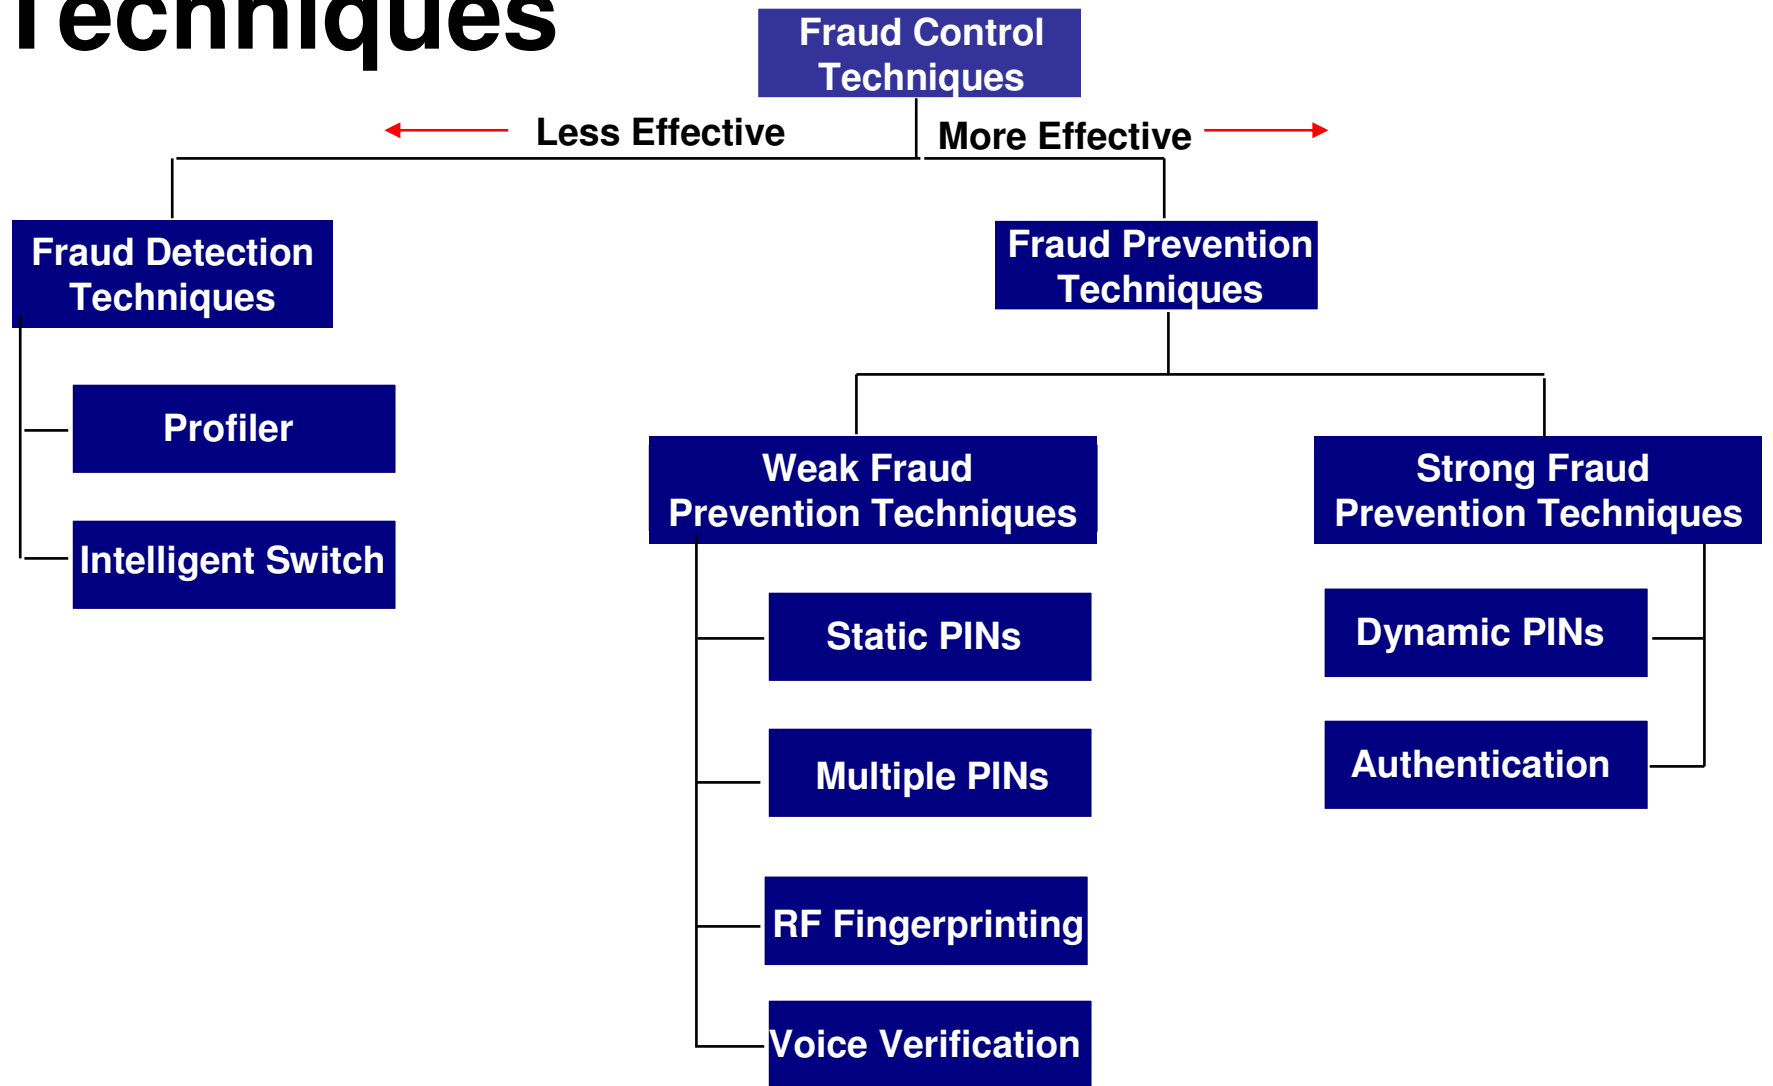 Techniques
Fraud Control
Techniques
Less Effective
More Effective
Fraud Detection
Techniques
Fraud Prevention
Techniques
Profiler
Intelligent Switch
Weak Fraud
Prevention Techniques
Strong Fraud
Prevention Techniques
Static PINs
Multiple PINs
RF Fingerprinting
Voice Verification
Dynamic PINs
Authentication